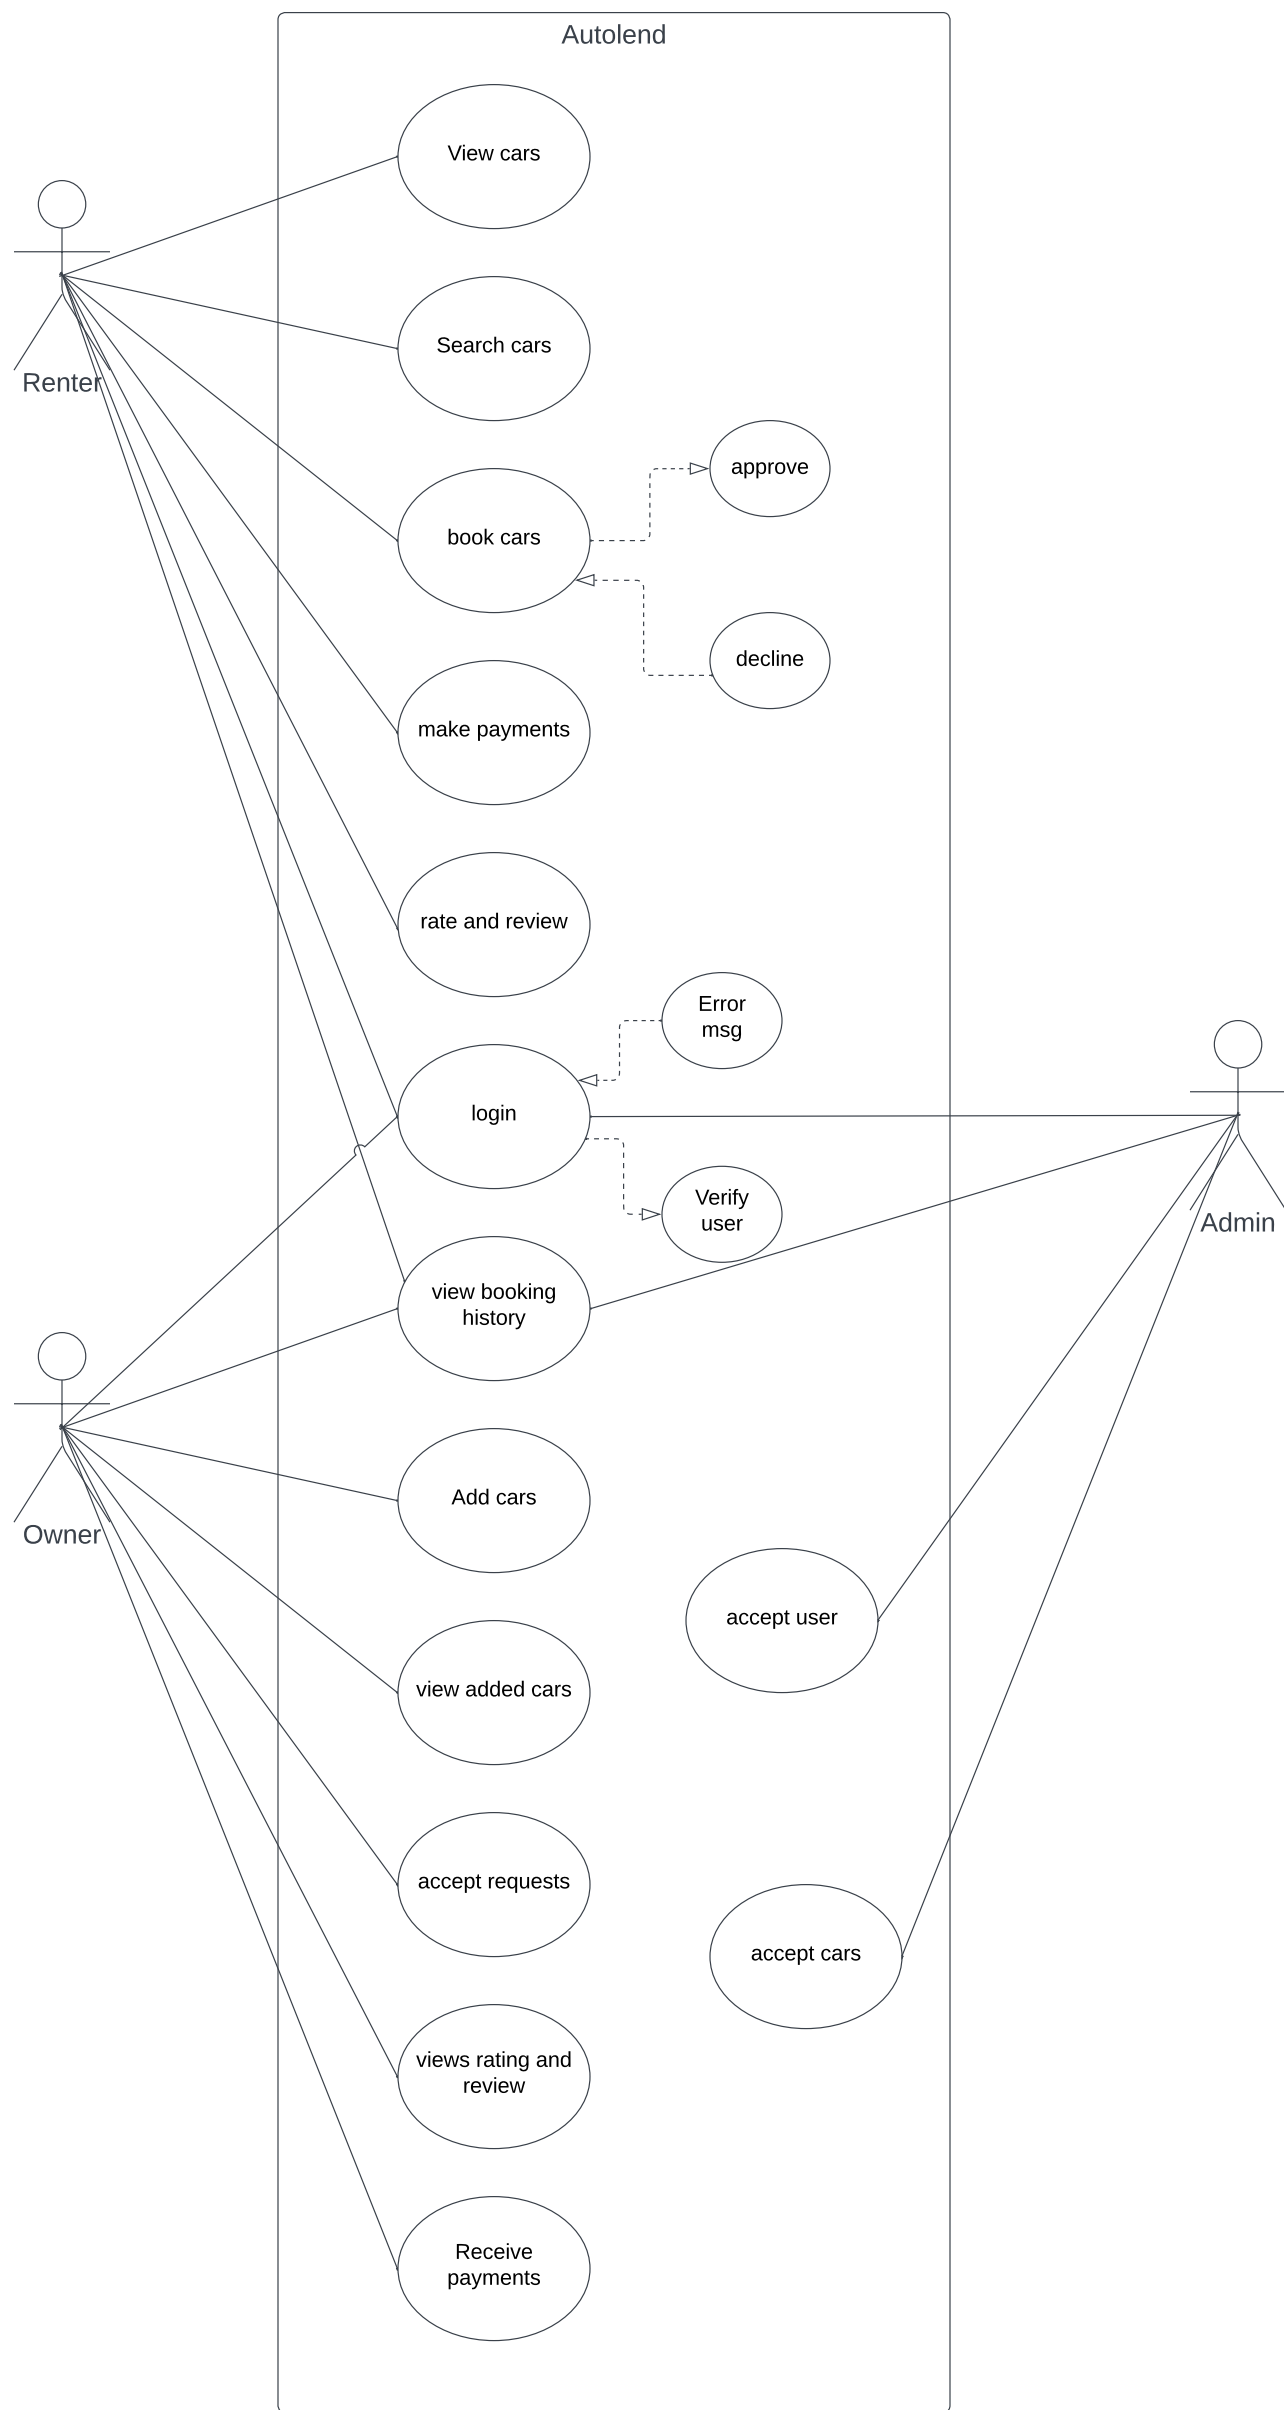 Autolend
View cars
Renter
Search cars
approve
book cars
decline
make payments
rate and review
Error
msg
login
Verify
user
Admin
view booking
history
Owner
Add cars
accept user
view added cars
accept requests
accept cars
views rating and
review
Receive
payments